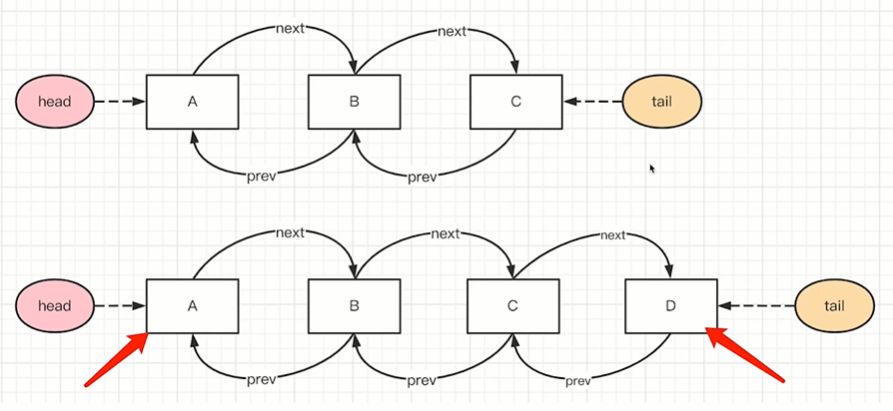 next next
head A B C tail
prev prev
next next next
head A B C D tail
prev prev prev